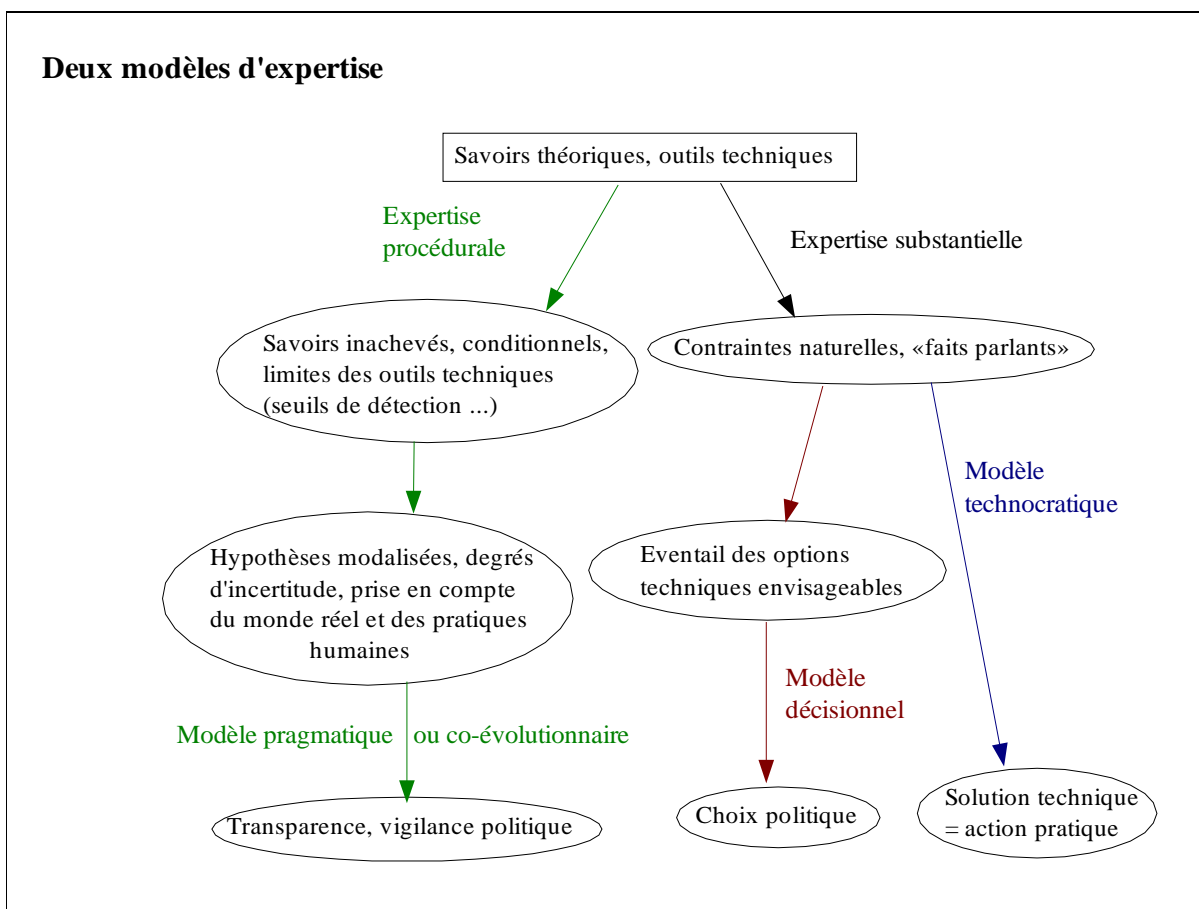 Deux modèles d'expertise
Savoirs théoriques, outils techniques
Expertise
procédurale
Expertise substantielle
Savoirs inachevés, conditionnels,
limites des outils techniques
(seuils de détection ...)
Contraintes naturelles, «faits parlants»
Modèle
technocratique
Hypothèses modalisées, degrés
d'incertitude, prise en compte
du monde réel et des pratiques
humaines
Eventail des options
techniques envisageables
Modèle
décisionnel
Modèle pragmatique ou co-évolutionnaire
Transparence, vigilance politique
Choix politique
Solution technique
= action pratique